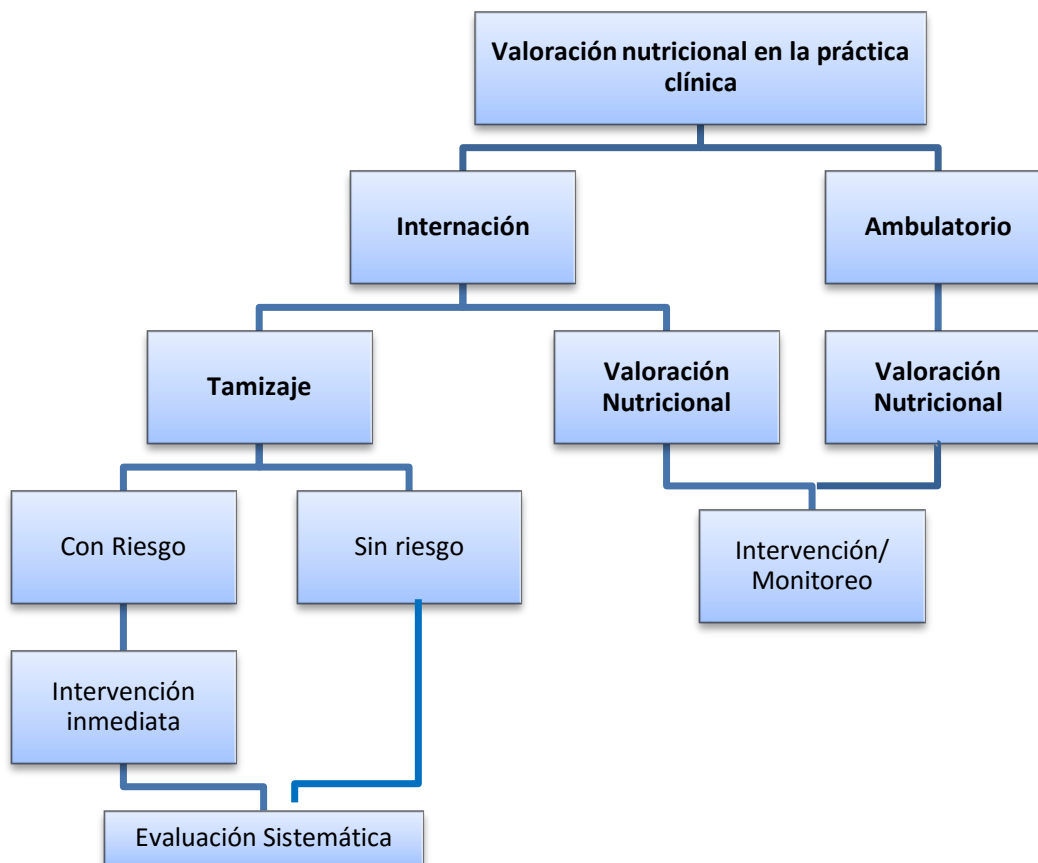 Valoración nutricional en la práctica
clínica
Internación
Ambulatorio
Tamizaje
Valoración
Nutricional
Valoración
Nutricional
Con Riesgo
Sin riesgo
Intervención/
Monitoreo
Intervención
inmediata
Evaluación Sistemática